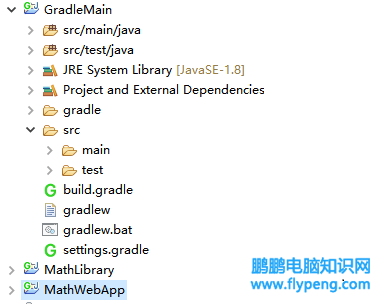 GradleMain
src/main/java
src/test/java
JRE System Library [JavaSE-1.8]
Project and External Dependencies
gradle
src
main
test
build.gradle
gradlew
gradlew.bat
settings.gradle
MathLibrary
MathWebApp
鹏鹏电脑知识网
www.flypeng.com